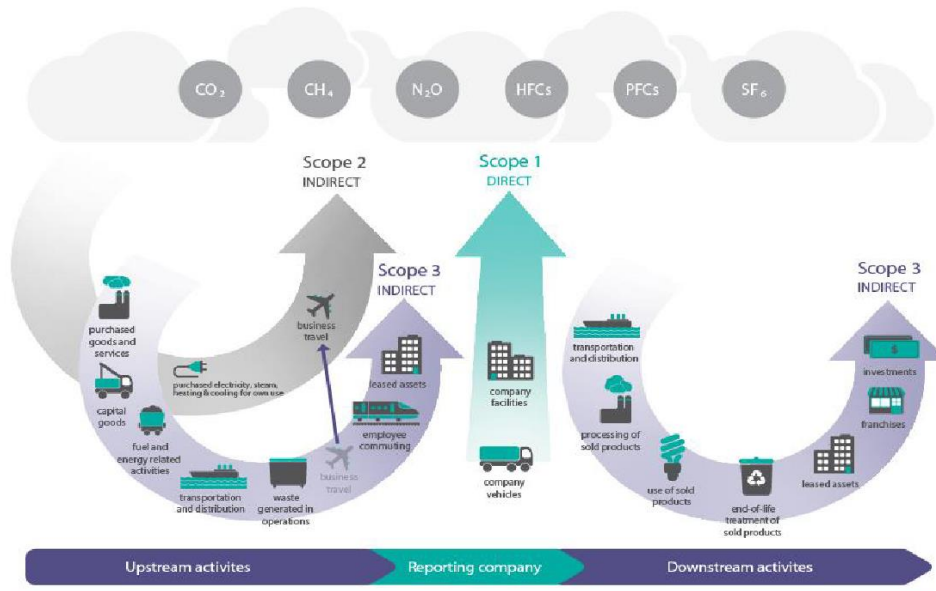 CO₂
CH₄
N₂O
HFCs
PFCs
SF₆
Scope 2
INDIRECT
Scope 1
DIRECT
Scope 3
INDIRECT
Scope 3
INDIRECT
purchased
goods and
services
capital
goods
fuel and
energy related
activities
transportation
and distribution
waste
generated in
operations
business
travel
purchased electricity, steam,
heating & cooling for own use
business
travel
employee
commuting
leased assets
company
facilities
company
vehicles
transportation
and distribution
processing of
sold products
use of sold
products
end-of-life
treatment of
sold products
leased assets
franchises
investments
$
Upstream activites
Reporting company
Downstream activites